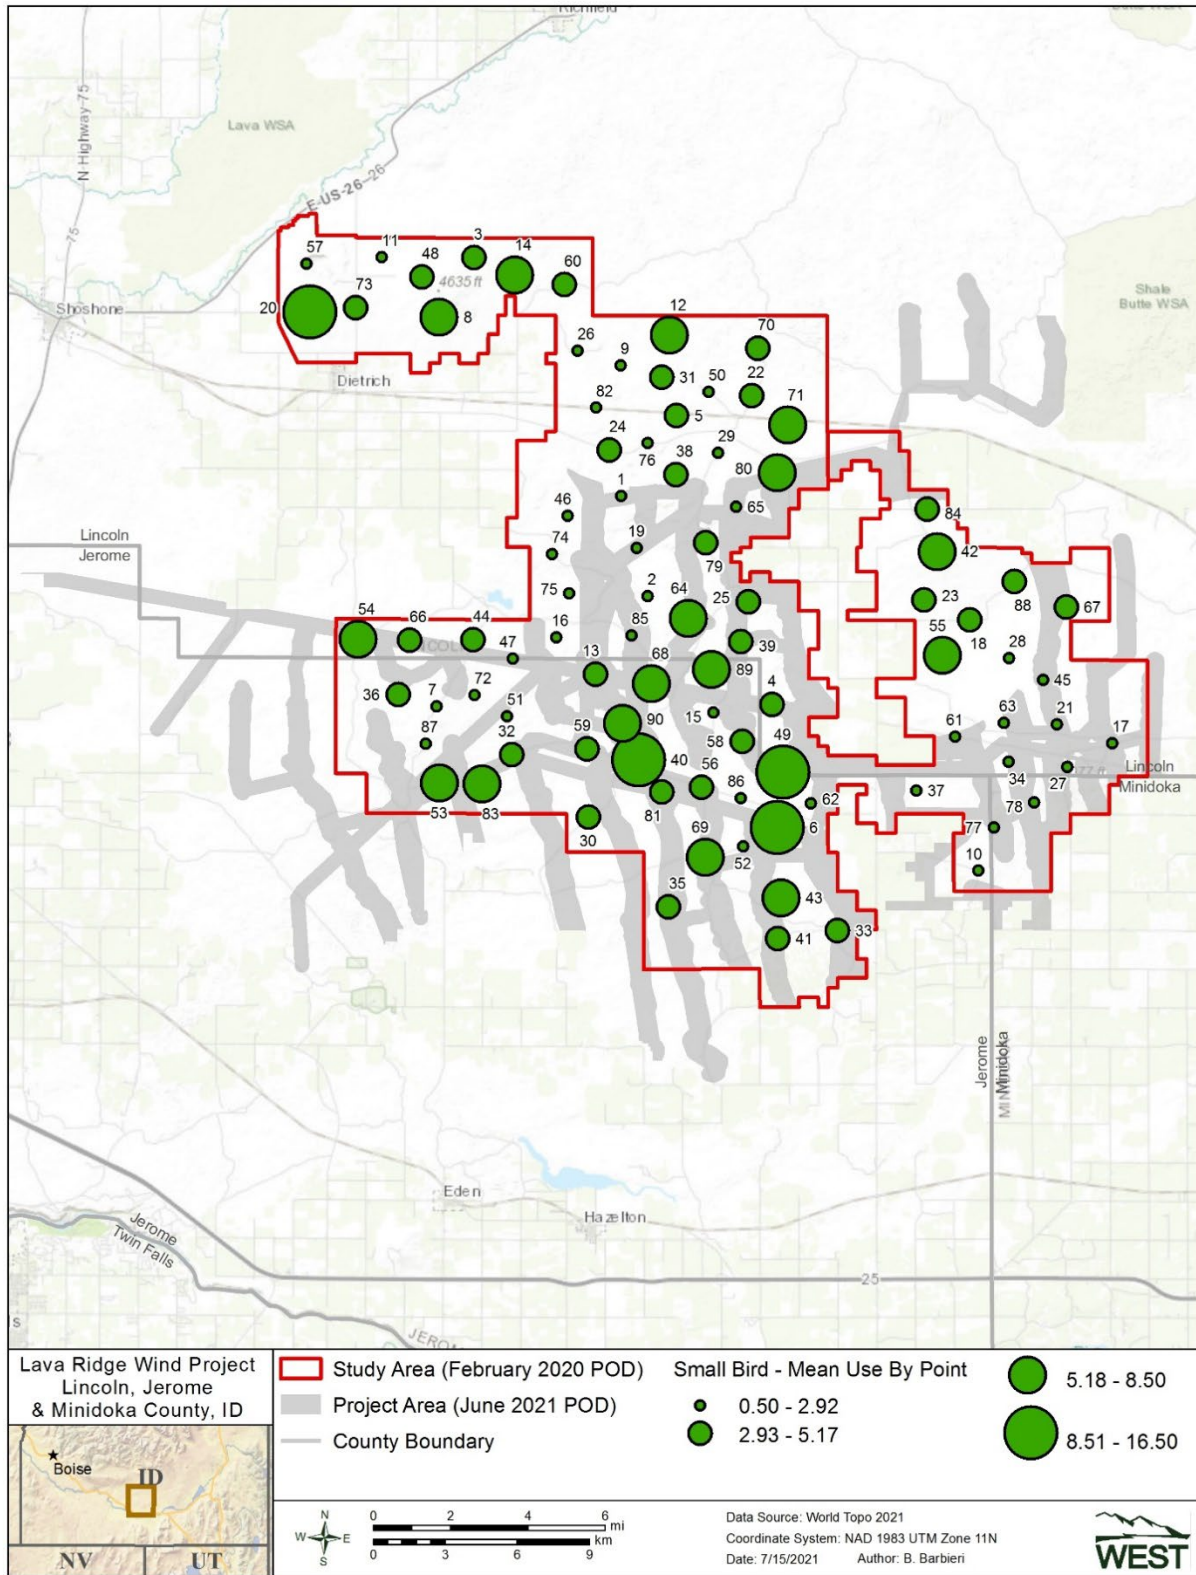 Richfield
Butte WSA
N Highway 75
Lava WSA
E-US-26
26
75
57
11
48
3
14
60
4635 ft
20
73
8
12
70
Shale
Butte WSA
Shoshone
26
9
31
50
22
71
Dietrich
82
5
24
76
38
29
80
1
46
65
84
Lincoln
Jerome
19
79
42
74
75
2
64
25
23
88
67
54
66
44
16
85
39
55
18
28
47
13
68
89
45
36
7
72
51
15
4
63
21
17
87
32
59
90
58
49
61
34
Lincoln
Minidoka
40
56
86
62
37
27
78
53
83
30
81
6
77
69
52
10
35
43
41
33
Jerome
Minidoka
Eden
Hazelton
Jerome
Twin Falls
25
Lava Ridge Wind Project
Lincoln, Jerome
& Minidoka County, ID
Boise
ID
NV
UT
Study Area (February 2020 POD)
Project Area (June 2021 POD)
County Boundary
Small Bird - Mean Use By Point
0.50 - 2.92
2.93 - 5.17
5.18 - 8.50
8.51 - 16.50
N
W
E
S
0 2 4 6
mi
km
0 3 6 9
Data Source: World Topo 2021
Coordinate System: NAD 1983 UTM Zone 11N
Date: 7/15/2021 Author: B. Barbieri
WEST